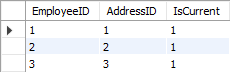 EmployeeID AddressID IsCurrent
1 1 1
2 2 1
3 3 1